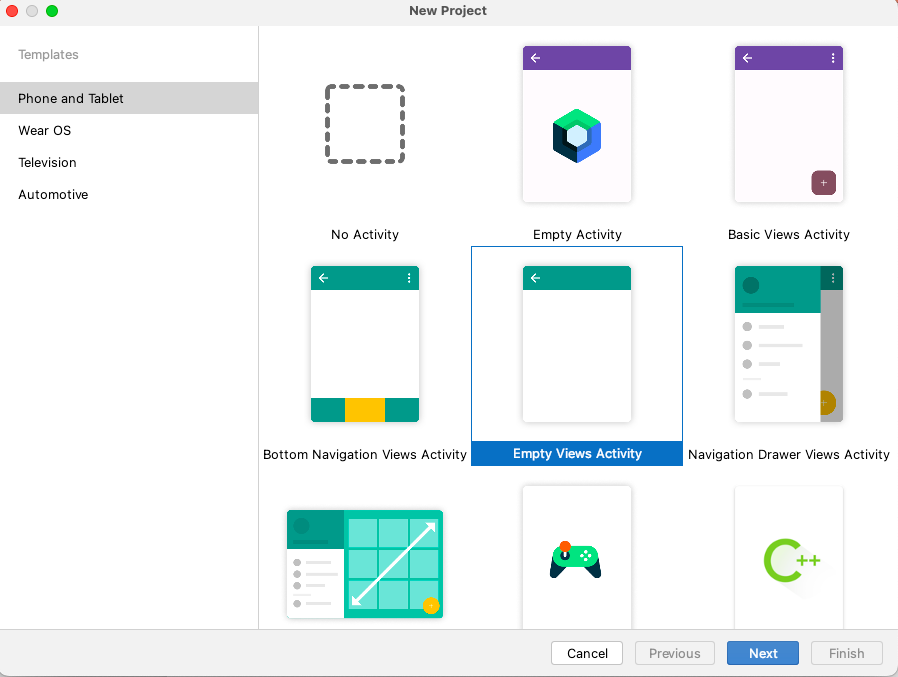 New Project
Templates
Phone and Tablet
Wear OS
Television
Automotive
No Activity
Empty Activity
Basic Views Activity
Bottom Navigation Views Activity
Empty Views Activity
Navigation Drawer Views Activity
C++
Cancel
Previous
Next
Finish